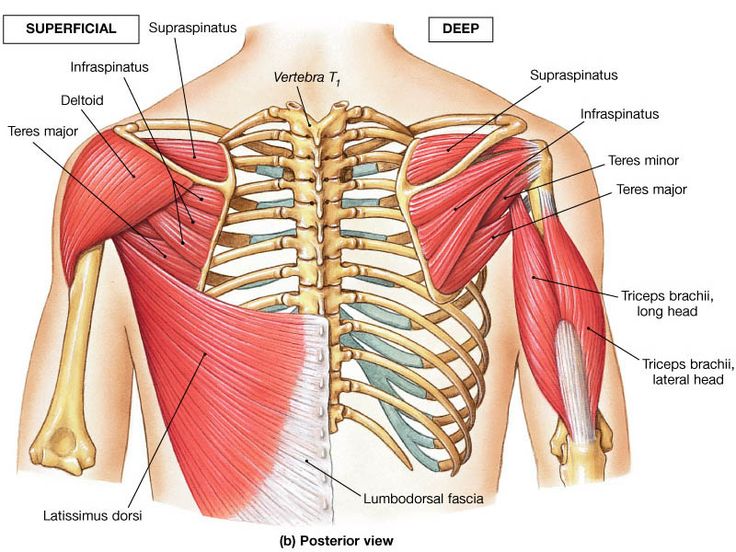 SUPERFICIAL
Supraspinatus
Infraspinatus
Deltoid
Teres major
Vertebra T1
DEEP
Supraspinatus
Infraspinatus
Teres minor
Teres major
Triceps brachii,
long head
Triceps brachii,
lateral head
Lumbodorsal fascia
Latissimus dorsi
(b) Posterior view